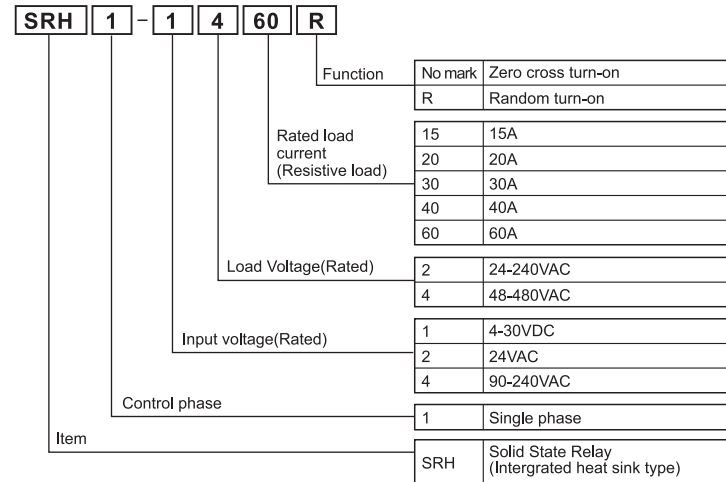 SRH 1 - 1 4 60 R
Function
No mark Zero cross turn-on
R Random turn-on
Rated load
current
(Resistive load)
15 15A
20 20A
30 30A
40 40A
60 60A
Load Voltage(Rated)
2 24-240VAC
4 48-480VAC
Input voltage(Rated)
1 4-30VDC
2 24VAC
4 90-240VAC
Control phase
1 Single phase
Item
SRH Solid State Relay
(Intergrated heat sink type)